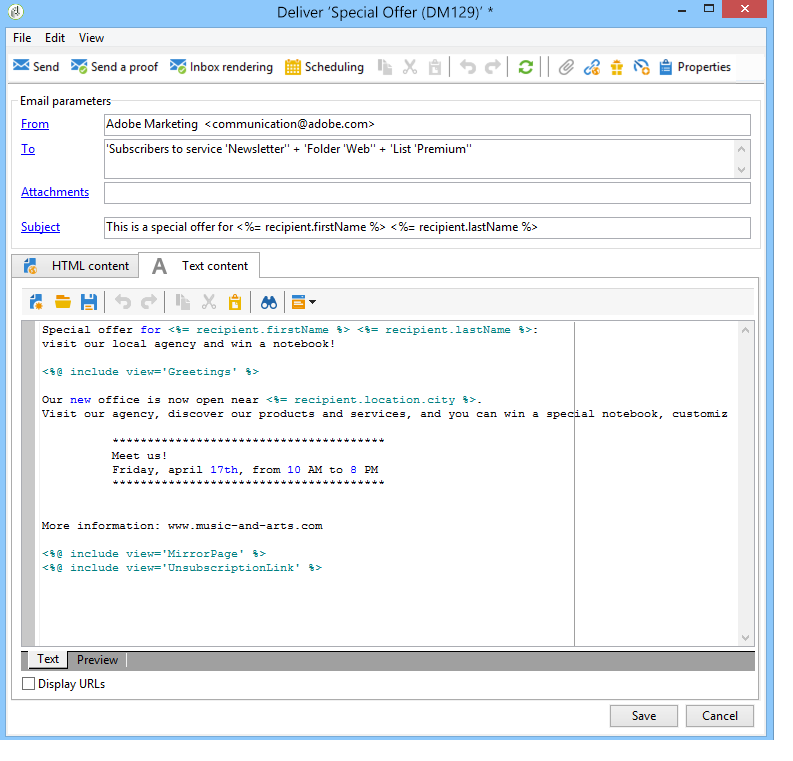 Deliver ‘Special Offer (DM129)’ *
File Edit View
Send Send a proof Inbox rendering Scheduling Properties
Email parameters
From Adobe Marketing <communication@adobe.com>
To 'Subscribers to service 'Newsletter'' + 'Folder 'Web'' + 'List 'Premium''
Attachments
Subject This is a special offer for <%= recipient.firstName %> <%= recipient.lastName %>
HTML content A Text content
Special offer for <%= recipient.firstName %> <%= recipient.lastName %>:
visit our local agency and win a notebook!
<%@ include view='Greetings' %>
Our new office is now open near <%= recipient.location.city %>.
Visit our agency, discover our products and services, and you can win a special notebook, customiz
***************************************
Meet us!
Friday, april 17th, from 10 AM to 8 PM
***************************************
More information: www.music-and-arts.com
<%@ include view='MirrorPage' %>
<%@ include view='UnsubscriptionLink' %>
Text Preview
Display URLs
Save Cancel